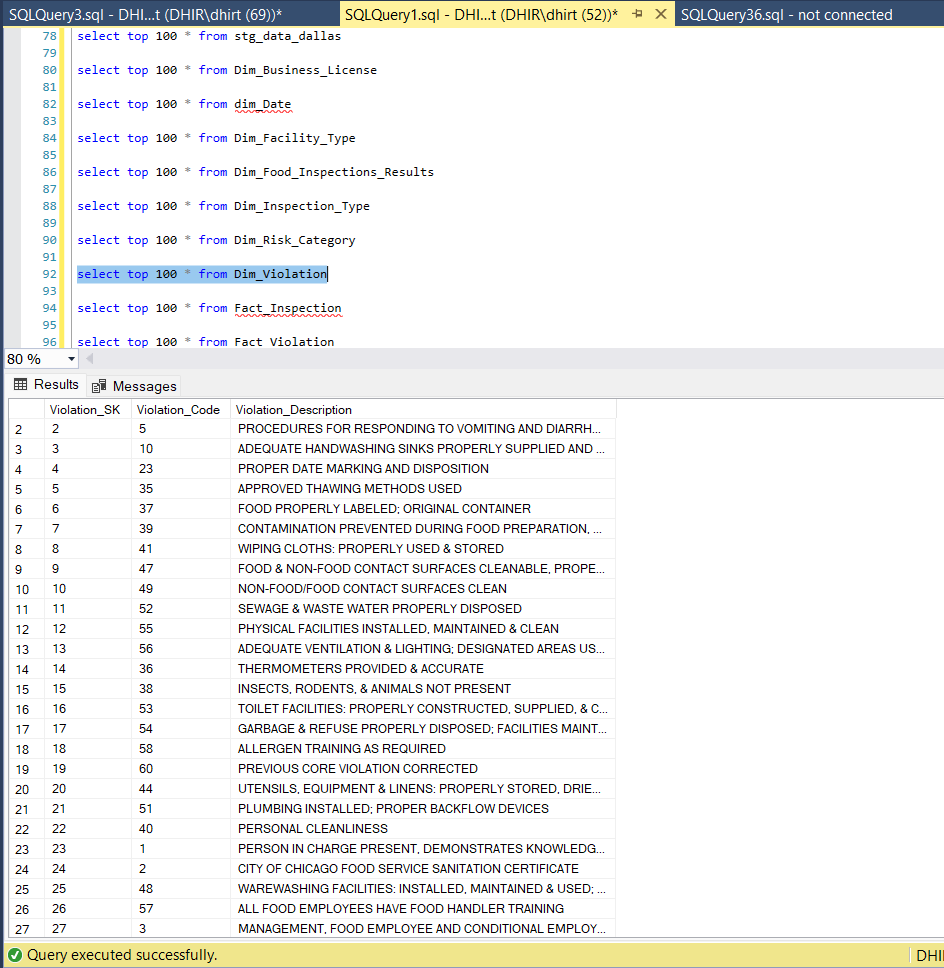 SQLQuery3.sql - DHI...t (DHIR\dhirt (69))* SQLQuery1.sql - DHI...t (DHIR\dhirt (52))* SQLQuery36.sql - not connected
78 select top 100 * from stg_data_dallas
79
80 select top 100 * from Dim_Business_License
81
82 select top 100 * from dim_Date
83
84 select top 100 * from Dim_Facility_Type
85
86 select top 100 * from Dim_Food_Inspections_Results
87
88 select top 100 * from Dim_Inspection_Type
89
90 select top 100 * from Dim_Risk_Category
91
92 select top 100 * from Dim_Violation
93
94 select top 100 * from Fact_Inspection
95
96 select top 100 * from Fact_Violation
80 %
Results Messages
Violation_SK Violation_Code Violation_Description
2 2 5 PROCEDURES FOR RESPONDING TO VOMITING AND DIARRH...
3 3 10 ADEQUATE HANDWASHING SINKS PROPERLY SUPPLIED AND ...
4 4 23 PROPER DATE MARKING AND DISPOSITION
5 5 35 APPROVED THAWING METHODS USED
6 6 37 FOOD PROPERLY LABELED; ORIGINAL CONTAINER
7 7 39 CONTAMINATION PREVENTED DURING FOOD PREPARATION, ...
8 8 41 WIPING CLOTHS: PROPERLY USED & STORED
9 9 47 FOOD & NON-FOOD CONTACT SURFACES CLEANABLE, PROPE...
10 10 49 NON-FOOD/FOOD CONTACT SURFACES CLEAN
11 11 52 SEWAGE & WASTE WATER PROPERLY DISPOSED
12 12 55 PHYSICAL FACILITIES INSTALLED, MAINTAINED & CLEAN
13 13 56 ADEQUATE VENTILATION & LIGHTING; DESIGNATED AREAS US...
14 14 36 THERMOMETERS PROVIDED & ACCURATE
15 15 38 INSECTS, RODENTS, & ANIMALS NOT PRESENT
16 16 53 TOILET FACILITIES: PROPERLY CONSTRUCTED, SUPPLIED, & C...
17 17 54 GARBAGE & REFUSE PROPERLY DISPOSED; FACILITIES MAINT...
18 18 58 ALLERGEN TRAINING AS REQUIRED
19 19 60 PREVIOUS CORE VIOLATION CORRECTED
20 20 44 UTENSILS, EQUIPMENT & LINENS: PROPERLY STORED, DRIE...
21 21 51 PLUMBING INSTALLED; PROPER BACKFLOW DEVICES
22 22 40 PERSONAL CLEANLINESS
23 23 1 PERSON IN CHARGE PRESENT, DEMONSTRATES KNOWLEDG...
24 24 2 CITY OF CHICAGO FOOD SERVICE SANITATION CERTIFICATE
25 25 48 WAREWASHING FACILITIES: INSTALLED, MAINTAINED & USED; ...
26 26 57 ALL FOOD EMPLOYEES HAVE FOOD HANDLER TRAINING
27 27 3 MANAGEMENT, FOOD EMPLOYEE AND CONDITIONAL EMPLOY...
Query executed successfully. DHI